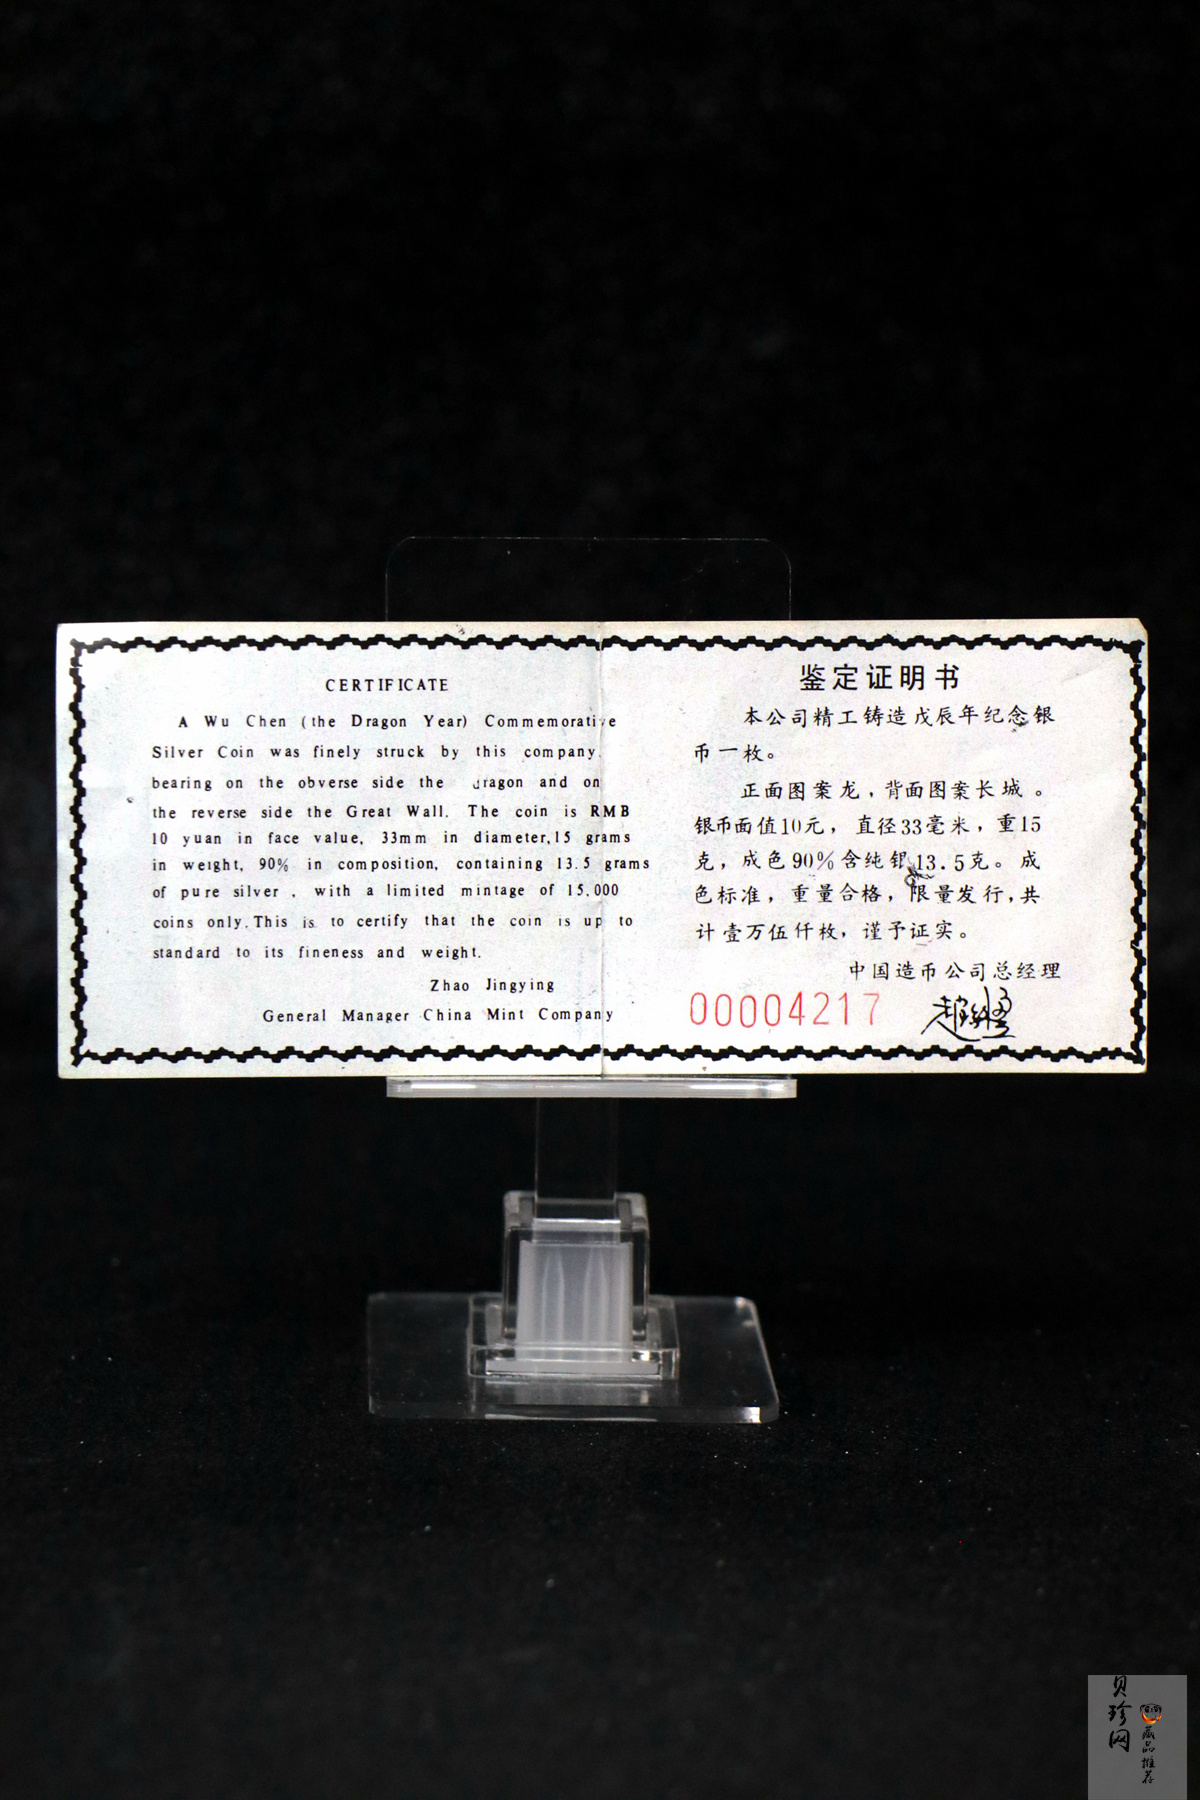 CERTIFICATE
A Wu Chen (the Dragon Year) Commemorative
Silver Coin was finely struck by this company,
bearing on the obverse side the dragon and on
the reverse side the Great Wall. The coin is RMB
10 yuan in face value, 33mm in diameter,15 grams
in weight, 90% in composition, containing 13.5 grams
of pure silver, with a limited mintage of 15.000
coins only. This is to certify that the coin is up to
standard to its fineness and weight.
Zhao Jingying
General Manager China Mint Company
鉴定证明书
本公司精工铸造戊辰年纪念银
币一枚。
正面图案龙，背面图案长城。
银币面值10元，直径33毫米，重15
克，成色90%含纯银13.5克。成
色标准，重量合格，限量发行，共
计壹万伍仟枚，谨予证实。
中国造币公司总经理
00004217
贝珍网
藏品推荐